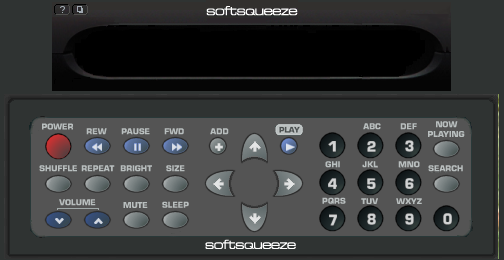 ?
softsqueeze
POWER REW PAUSE FWD ADD PLAY ABC DEF NOW PLAYING
1 2 3
SHUFFLE REPEAT BRIGHT SIZE GHI JKL MNO SEARCH
4 5 6
VOLUME MUTE SLEEP PQRS TUV WXYZ
7 8 9 0
softsqueeze